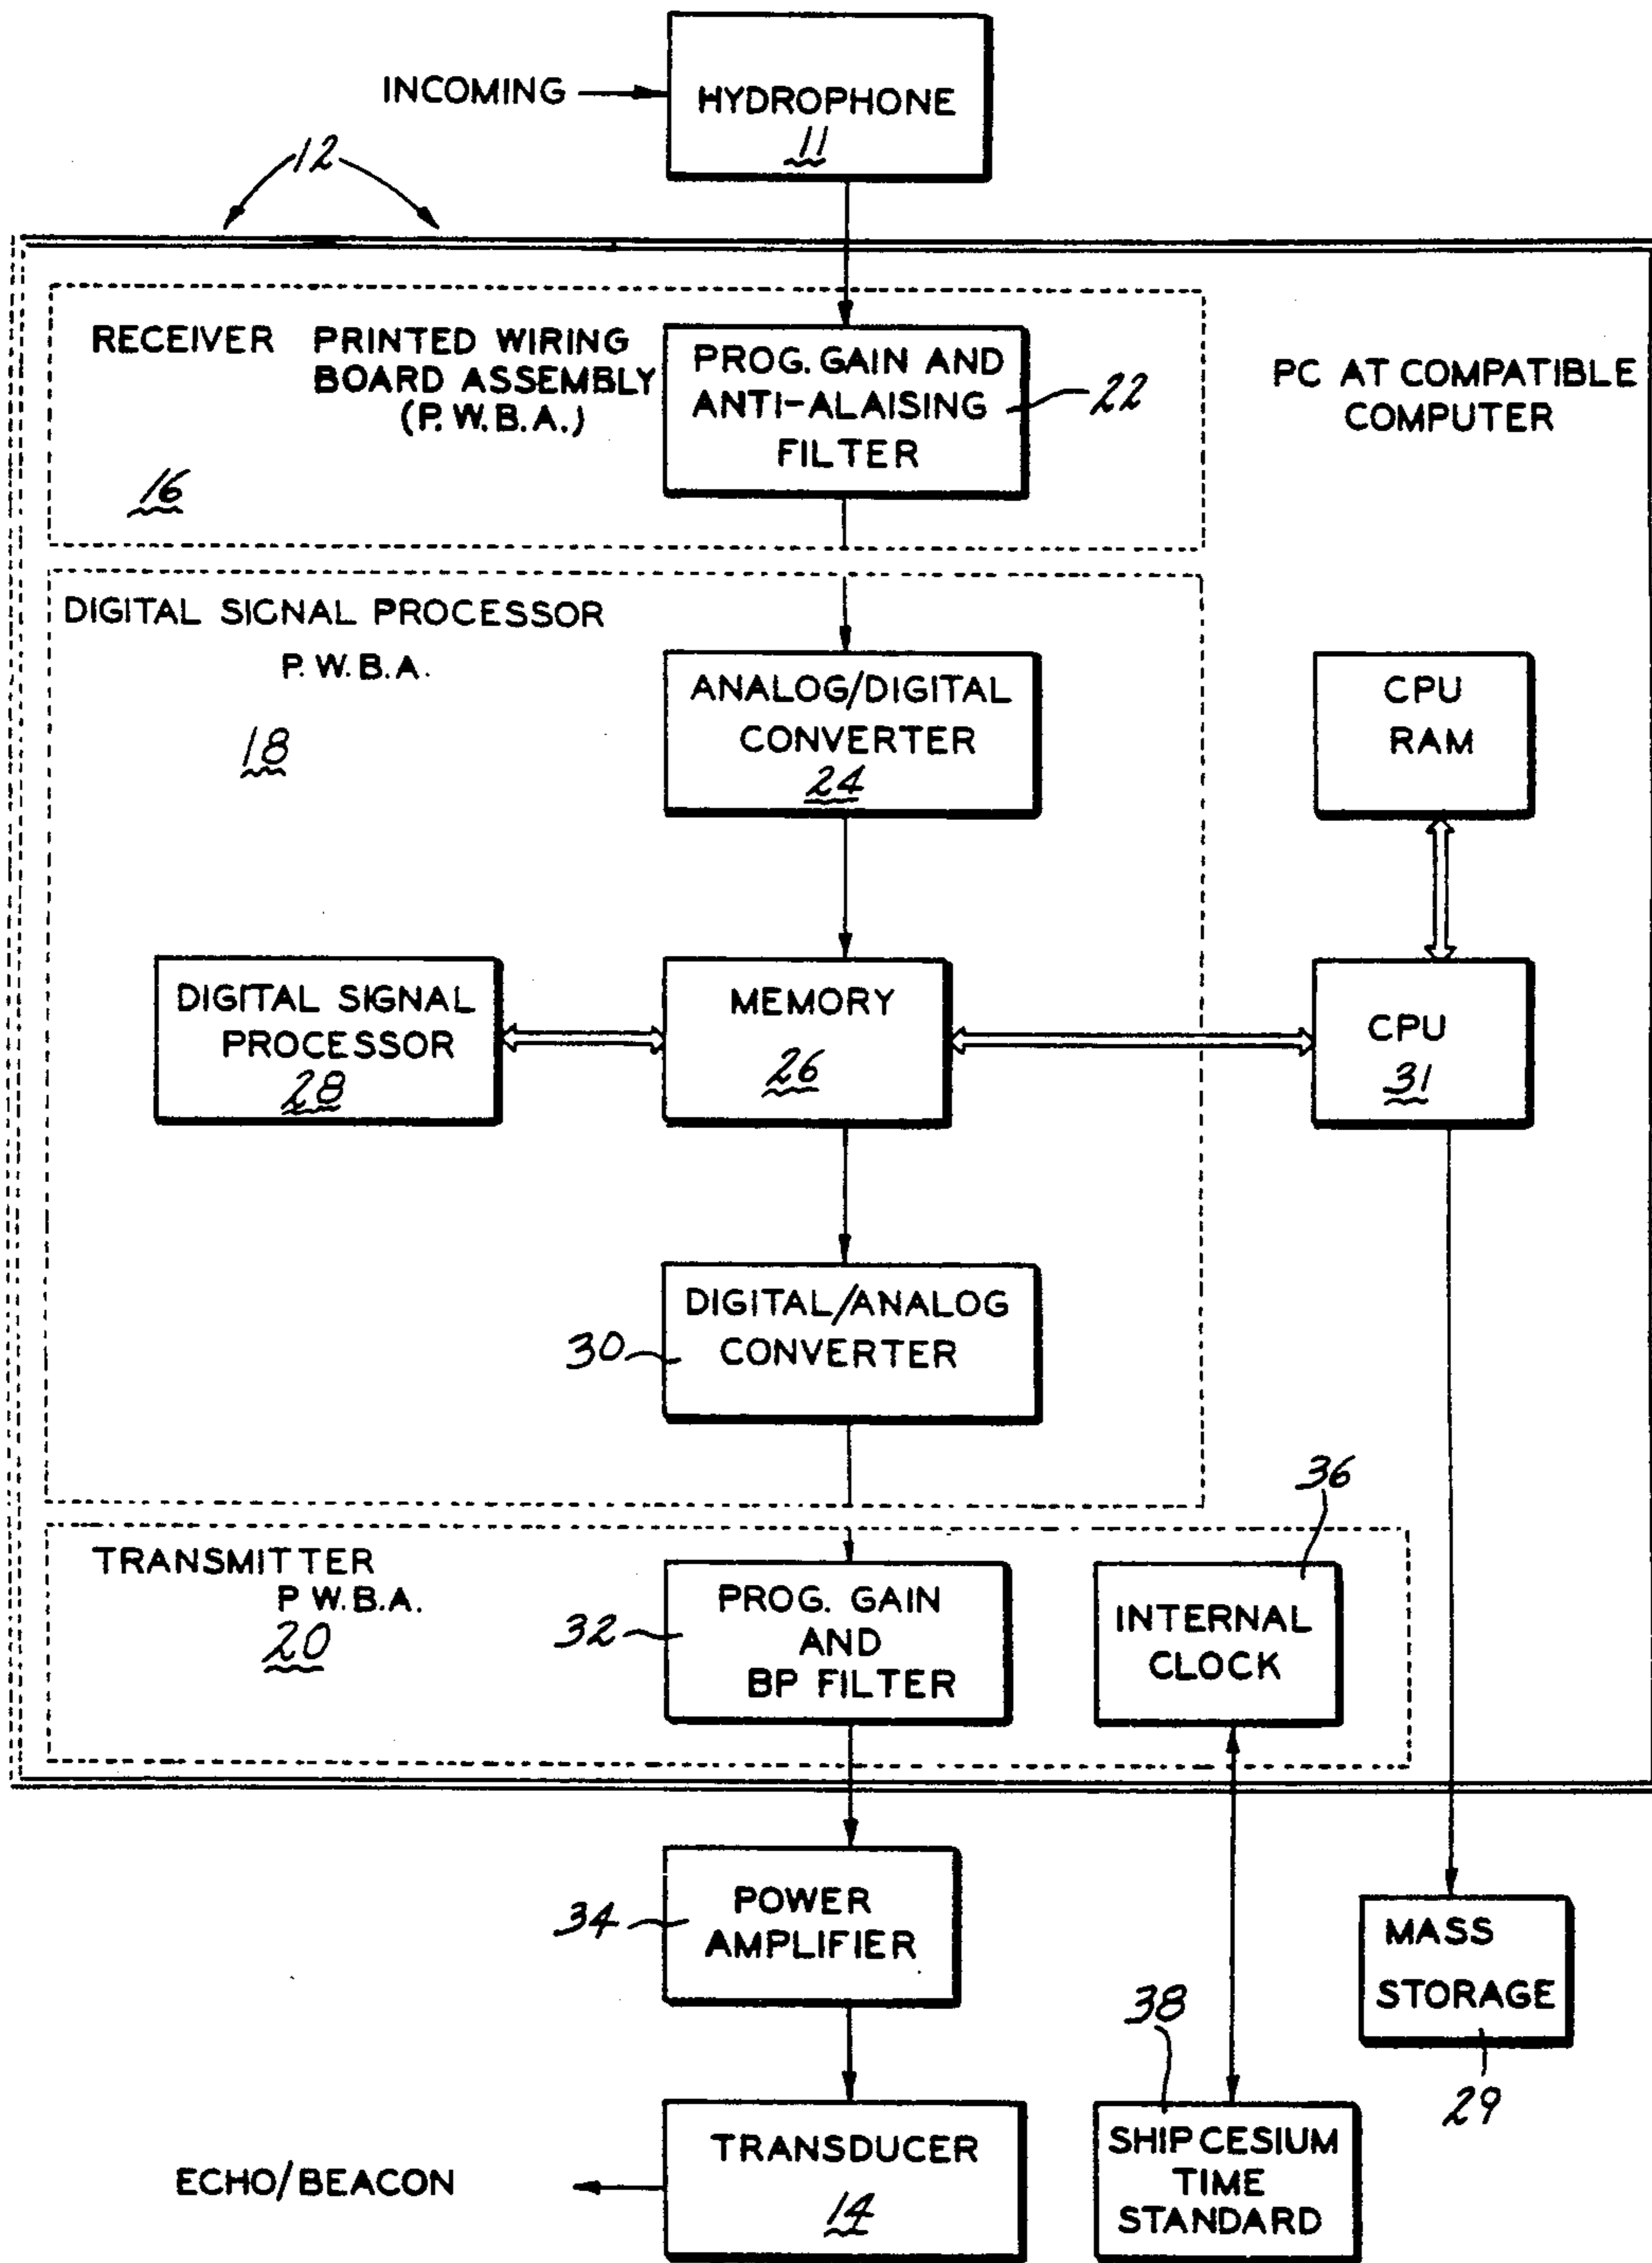 INCOMING
HYDROPHONE
11
12
RECEIVER PRINTED WIRING
BOARD ASSEMBLY
(P.W.B.A.)
16
PROG. GAIN AND
ANTI-ALAISING
FILTER
22
PC AT COMPATIBLE
COMPUTER
DIGITAL SIGNAL PROCESSOR
P.W.B.A.
18
ANALOG/DIGITAL
CONVERTER
24
CPU
RAM
DIGITAL SIGNAL
PROCESSOR
28
MEMORY
26
CPU
31
DIGITAL/ANALOG
CONVERTER
30
TRANSMITTER
P W.B.A.
20
PROG. GAIN
AND
BP FILTER
32
INTERNAL
CLOCK
36
POWER
AMPLIFIER
34
MASS
STORAGE
29
ECHO/BEACON
TRANSDUCER
14
38
SHIP CESIUM
TIME
STANDARD